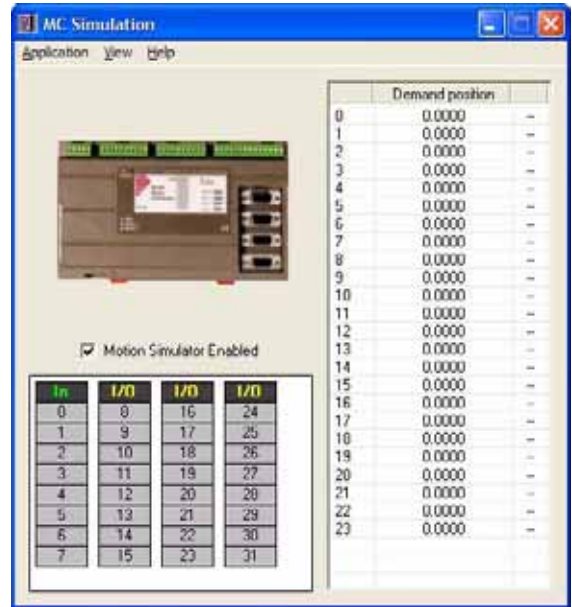 MC Simulation
Application View Help
Demand position
0 0.0000 --
1 0.0000 --
2 0.0000 --
3 0.0000 --
4 0.0000 --
5 0.0000 --
6 0.0000 --
7 0.0000 --
8 0.0000 --
9 0.0000 --
10 0.0000 --
11 0.0000 --
12 0.0000 --
13 0.0000 --
14 0.0000 --
15 0.0000 --
16 0.0000 --
17 0.0000 --
18 0.0000 --
19 0.0000 --
20 0.0000 --
21 0.0000 --
22 0.0000 --
23 0.0000 --
Motion Simulator Enabled
In I/O I/O I/O
0 8 16 24
1 9 17 25
2 10 18 26
3 11 19 27
4 12 20 28
5 13 21 29
6 14 22 30
7 15 23 31